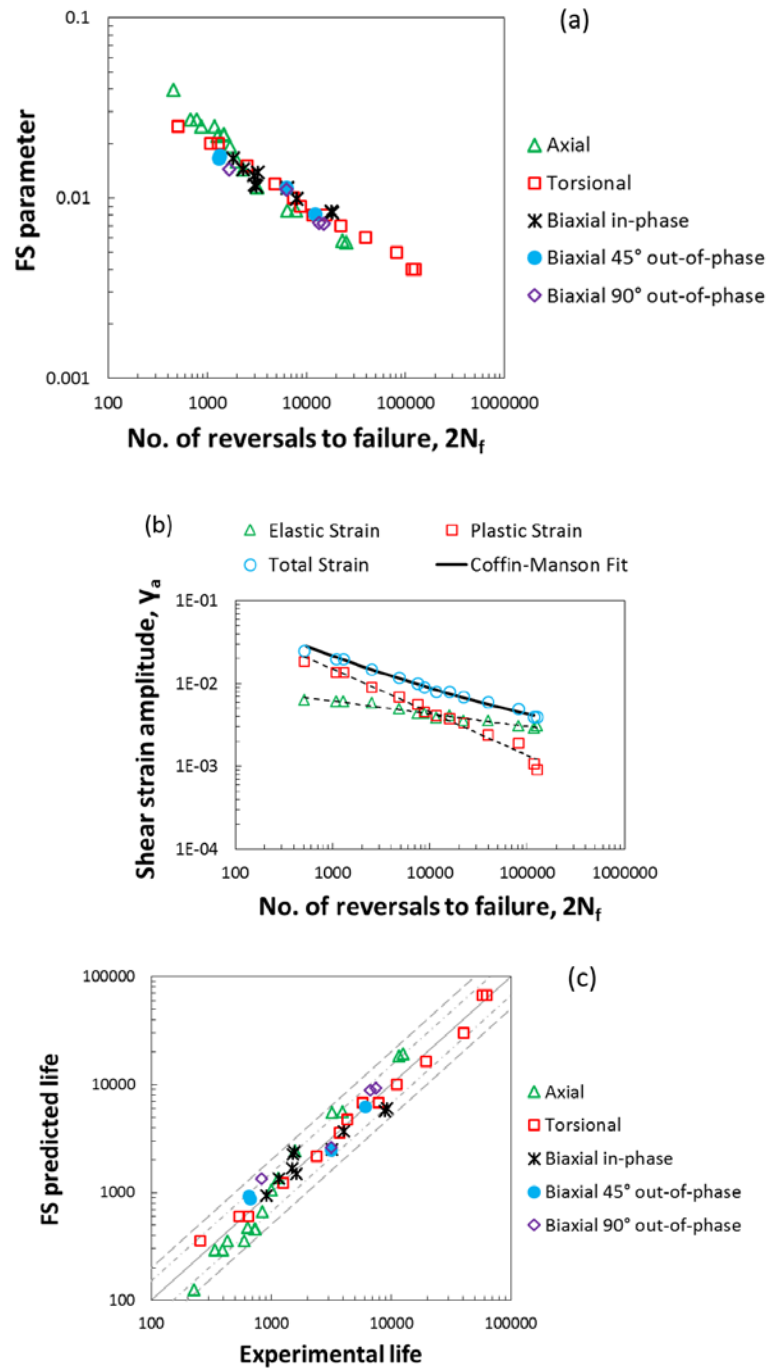 (a)
0.1
0.01
0.001
FS parameter
100 1000 10000 100000 1000000
No. of reversals to failure, 2Nf
Axial
Torsional
Biaxial in-phase
Biaxial 45° out-of-phase
Biaxial 90° out-of-phase
(b)
Elastic Strain Plastic Strain
Total Strain Coffin-Manson Fit
1E-01
1E-02
1E-03
1E-04
Shear strain amplitude, γa
100 1000 10000 100000 1000000
No. of reversals to failure, 2Nf
(c)
100000
10000
1000
100
FS predicted life
100 1000 10000 100000
Experimental life
Axial
Torsional
Biaxial in-phase
Biaxial 45° out-of-phase
Biaxial 90° out-of-phase